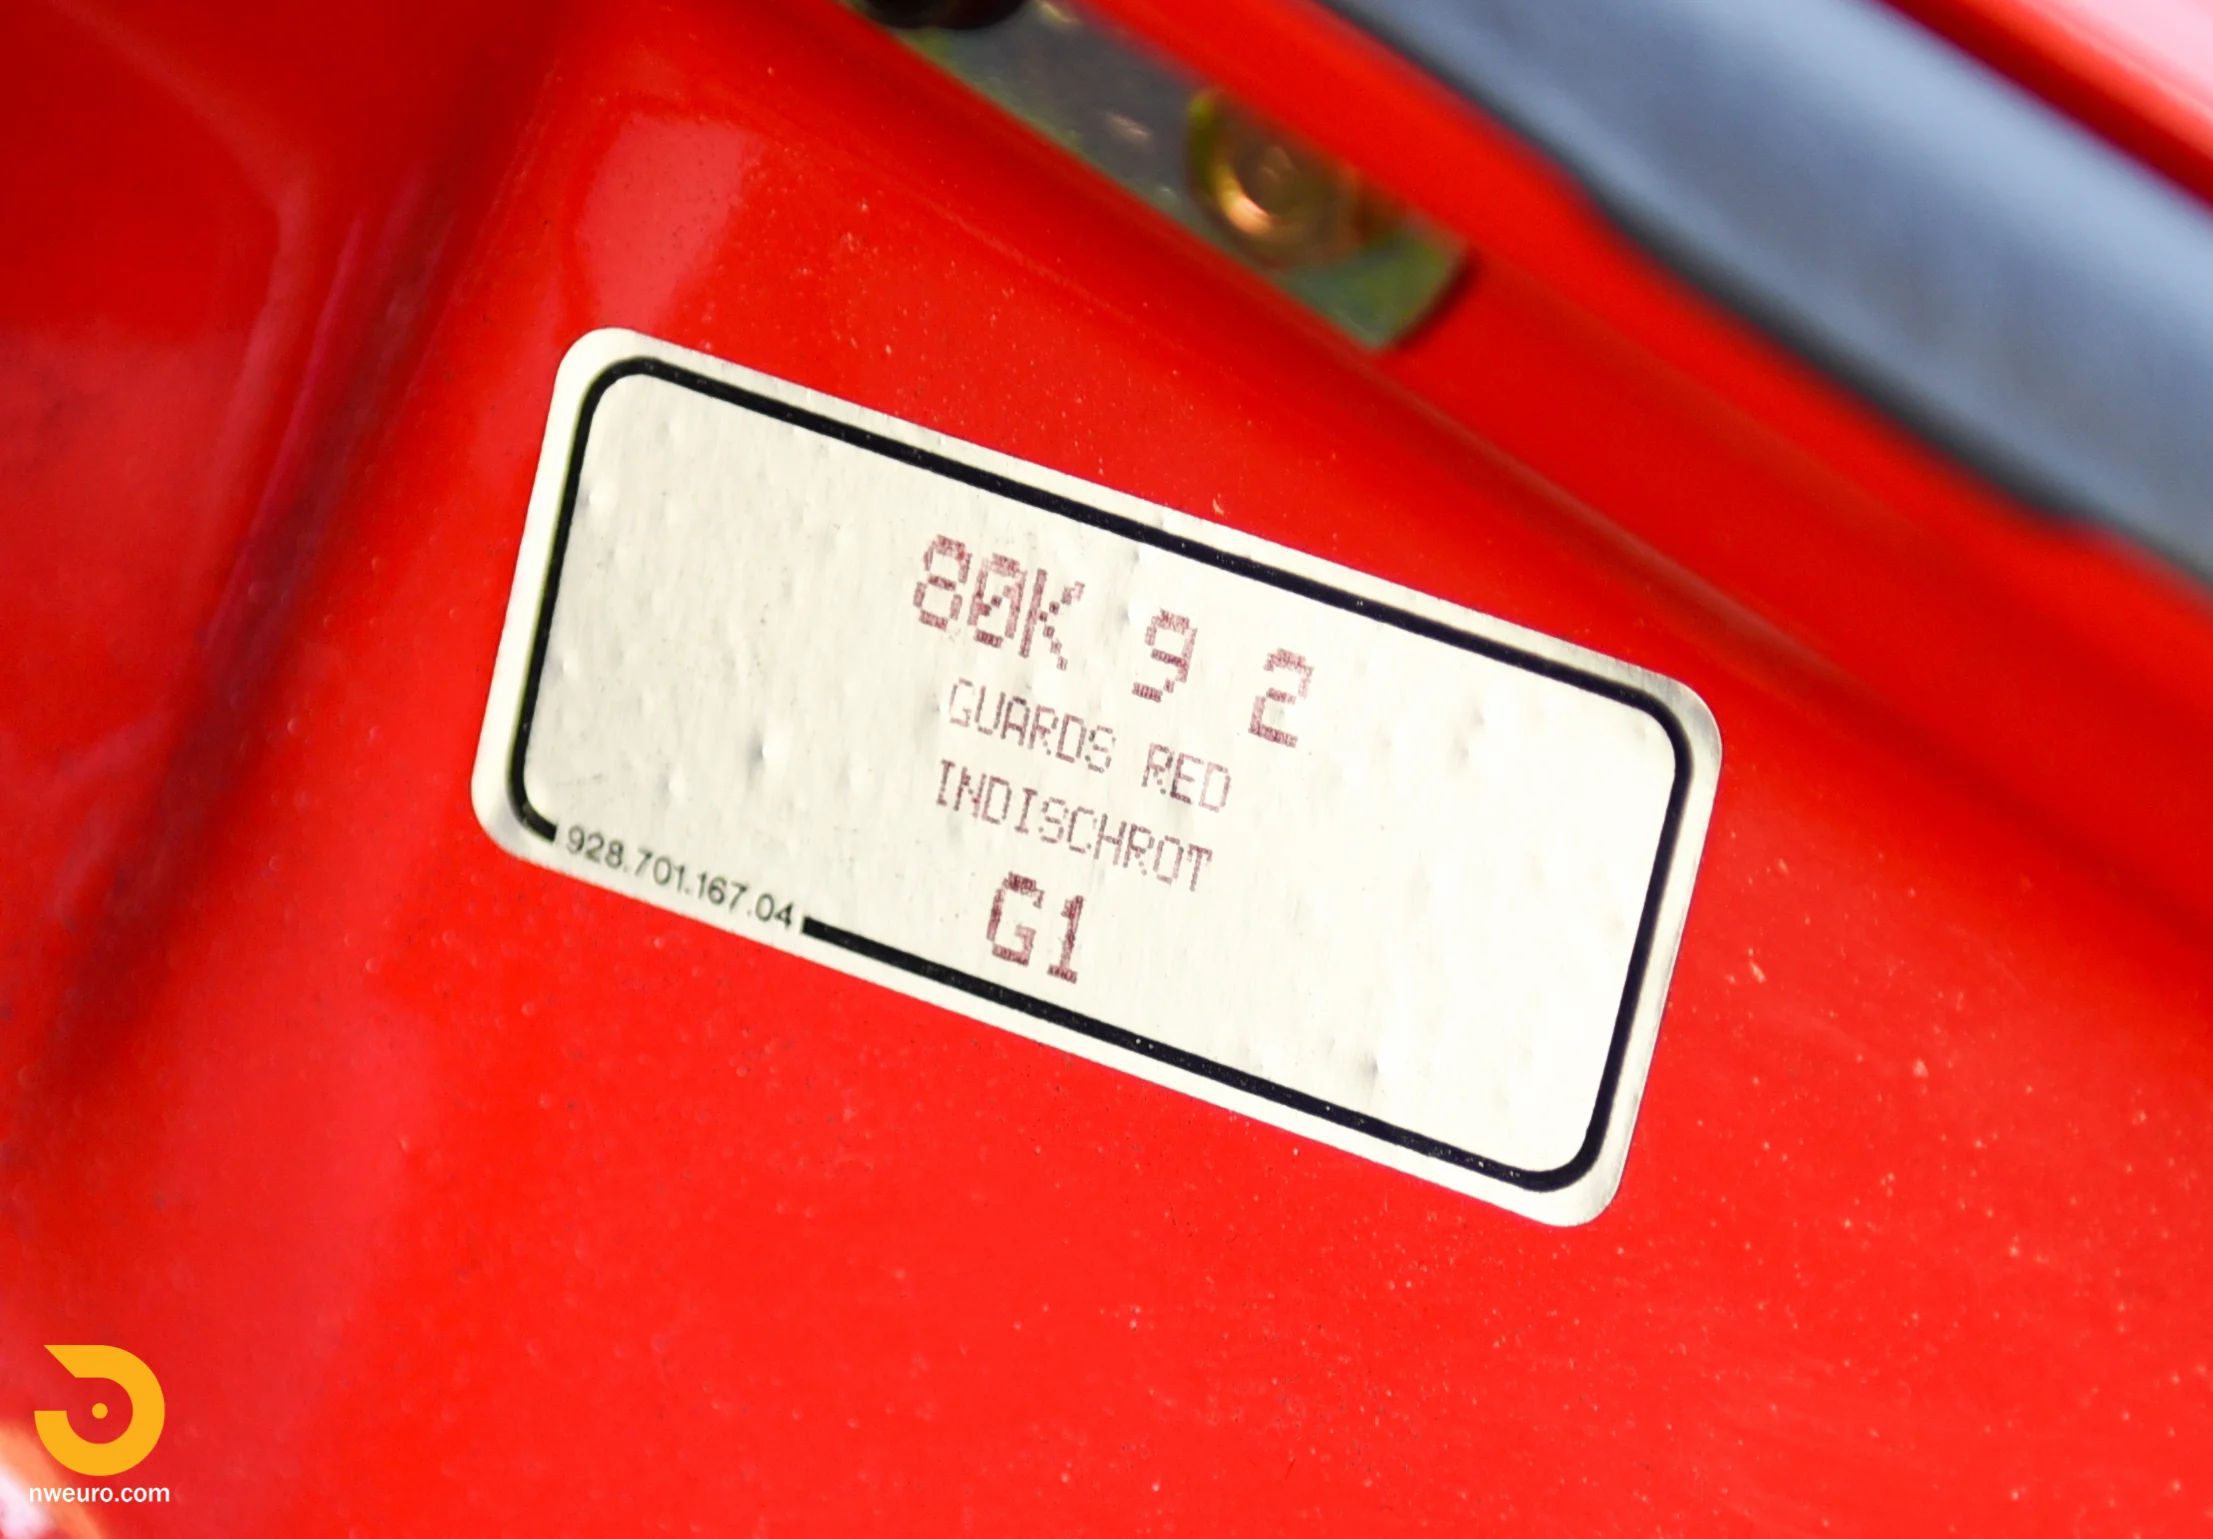 80K 9 2
GUARDS RED
INDISCHROT
G1
928.701.167.04
nweuro.com